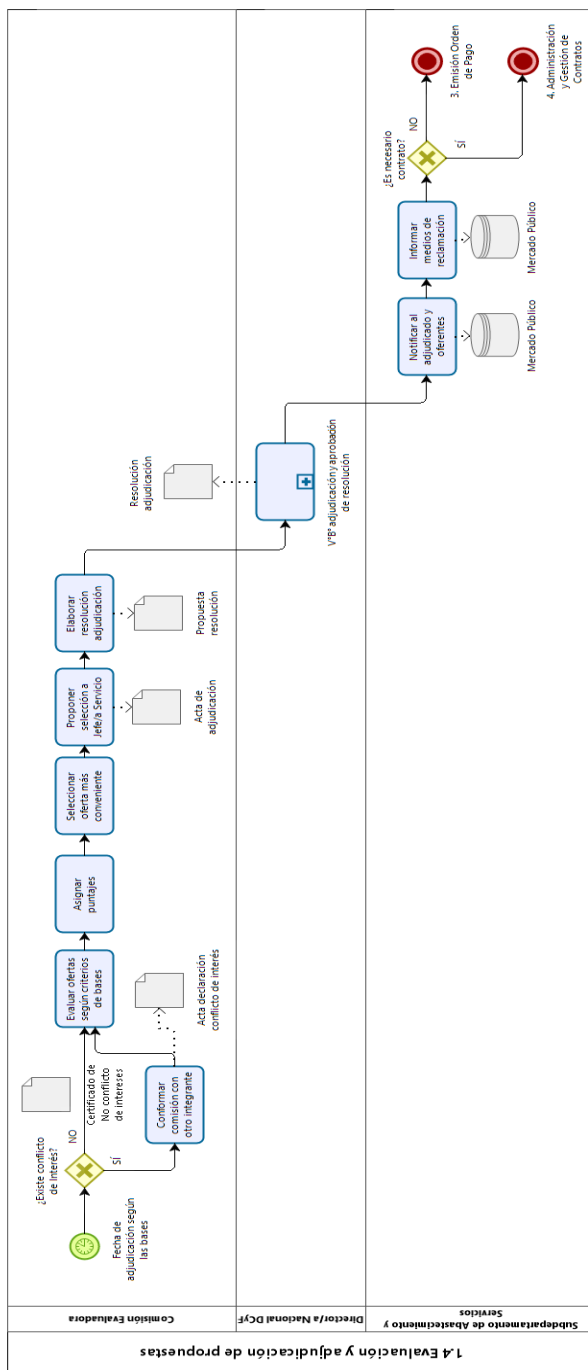 1.4 Evaluación y adjudicación de propuestas
Comisión Evaluadora
Fecha de
adjudicación según
las bases
¿Existe conflicto
de Interés?
NO
SÍ
Certificado de
No conflicto
de intereses
Conformar
comisión con
otro integrante
Acta declaración
conflicto de interés
Evaluar ofertas
según criterios
de bases
Asignar
puntajes
Seleccionar
oferta más
conveniente
Proponer
selección a
Jefe/a Servicio
Acta de
adjudicación
Elaborar
resolución
adjudicación
Propuesta
resolución
Director/a Nacional DCyF
Resolución
adjudicación
V°B° adjudicación y aprobación
de resolución
Subdepartamento de Abastecimiento y
Servicios
Notificar al
adjudicado y
oferentes
Mercado Público
Informar
medios de
reclamación
Mercado Público
¿Es necesario
contrato?
NO
SÍ
3. Emisión Orden
de Pago
4. Administración
y Gestión de
Contratos